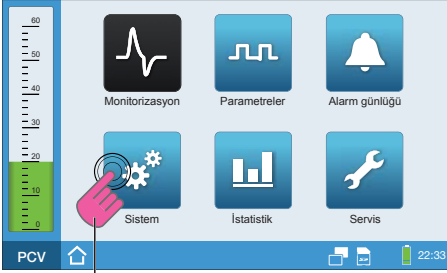 60
50
40
30
20
10
0
Monitorizasyon
Parametreler
Alarm günlüğü
Sistem
İstatistik
Servis
PCV
22:33